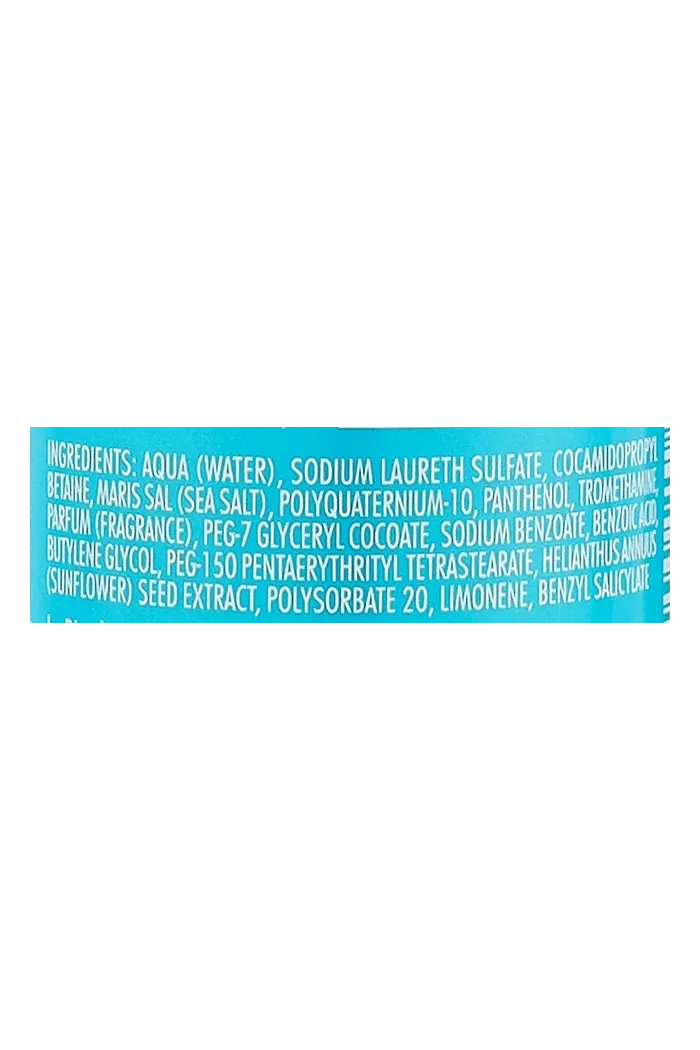 INGREDIENTS: AQUA (WATER), SODIUM LAURETH SULFATE, COCAMIDOPROPYL
BETAINE, MARIS SAL (SEA SALT), POLYQUATERNIUM-10, PANTHENOL, TROMETHAMINE,
PARFUM (FRAGRANCE), PEG-7 GLYCERYL COCOATE, SODIUM BENZOATE, BENZOIC ACID,
BUTYLENE GLYCOL, PEG-150 PENTAERYTHRITYL TETRASTEARATE, HELIANTHUS ANNUUS
(SUNFLOWER) SEED EXTRACT, POLYSORBATE 20, LIMONENE, BENZYL SALICYLATE